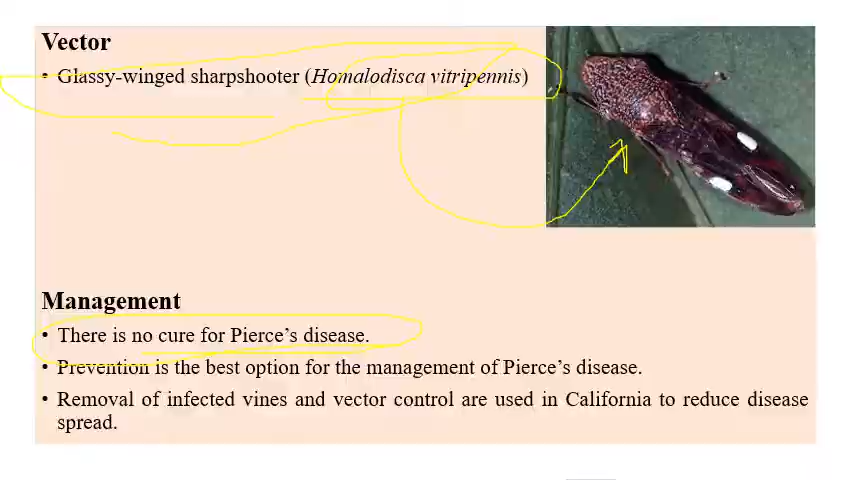 Vector
• Glassy-winged sharpshooter (Homalodisca vitripennis)
Management
• There is no cure for Pierce's disease.
• Prevention is the best option for the management of Pierce's disease.
• Removal of infected vines and vector control are used in California to reduce disease
spread.